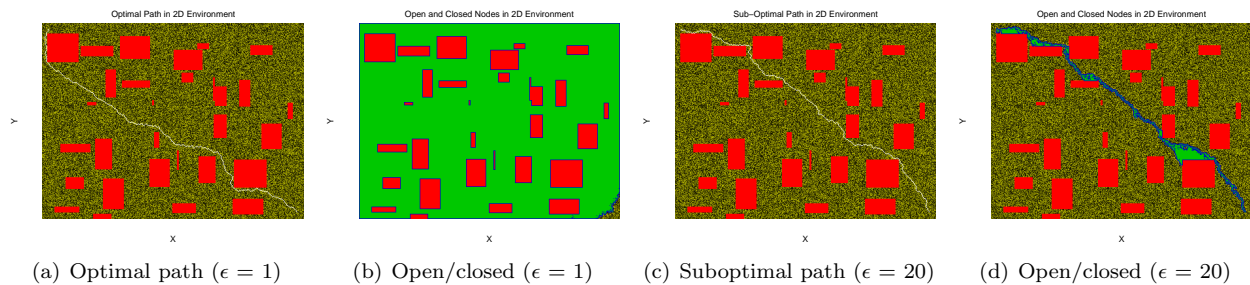 Optimal Path in 2D Environment
Y
X
(a) Optimal path (ϵ = 1)
Open and Closed Nodes in 2D Environment
Y
X
(b) Open/closed (ϵ = 1)
Sub−Optimal Path in 2D Environment
Y
X
(c) Suboptimal path (ϵ = 20)
Open and Closed Nodes in 2D Environment
Y
X
(d) Open/closed (ϵ = 20)